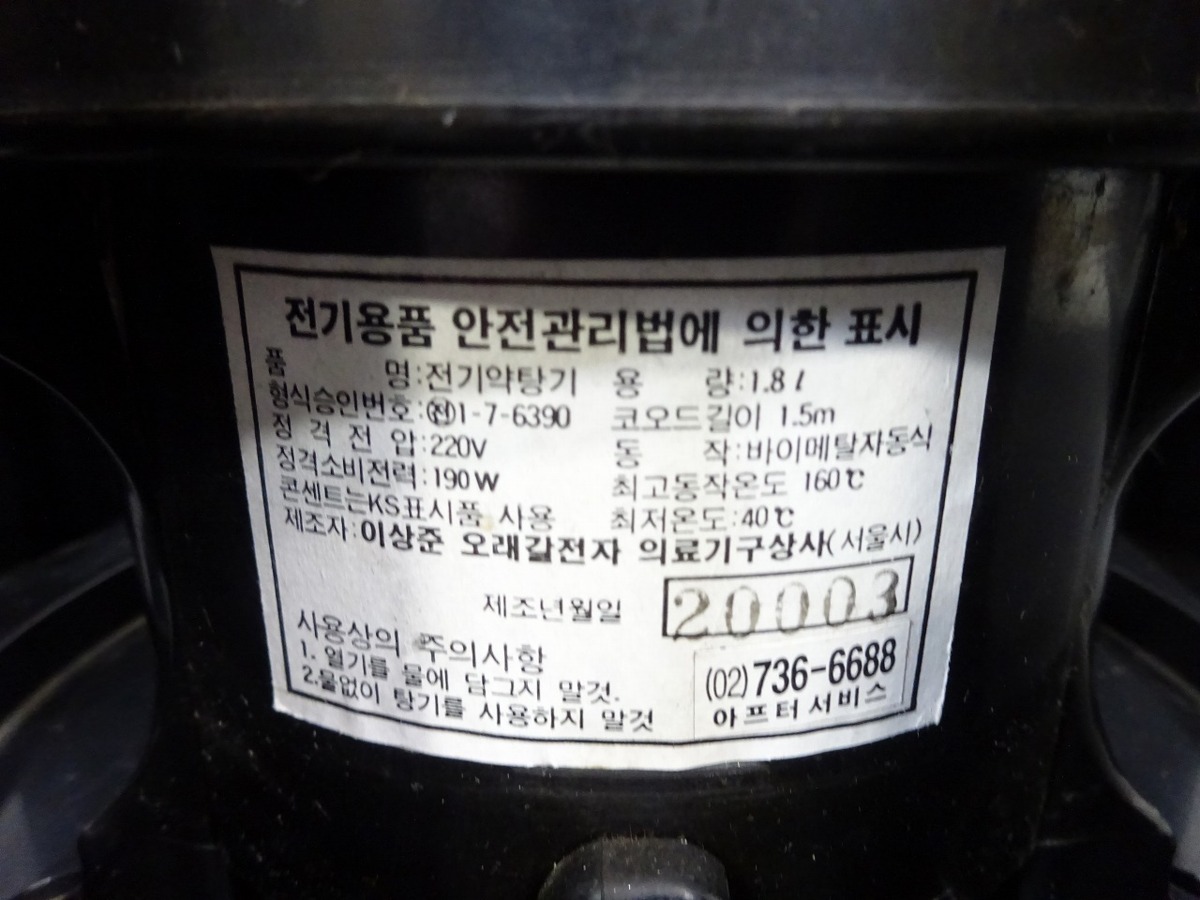 전기용품 안전관리법에 의한 표시
품 명:전기약탕기 용 량:1.8ℓ
형식승인번호:㉠1-7-6390 코오드길이 1.5m
정 격 전 압:220V 동 작:바이메탈자동식
정격소비전력:190W 최고동작온도 160℃
콘센트는KS표시품 사용 최저온도:40℃
제조자:이상준 오래갈전자 의료기구상사(서울시)
제조년월일 20003
사용상의 주의사항
1. 열기를 물에 담그지 말것.
2.물없이 탕기를 사용하지 말것
(02)736-6688
아프터서비스